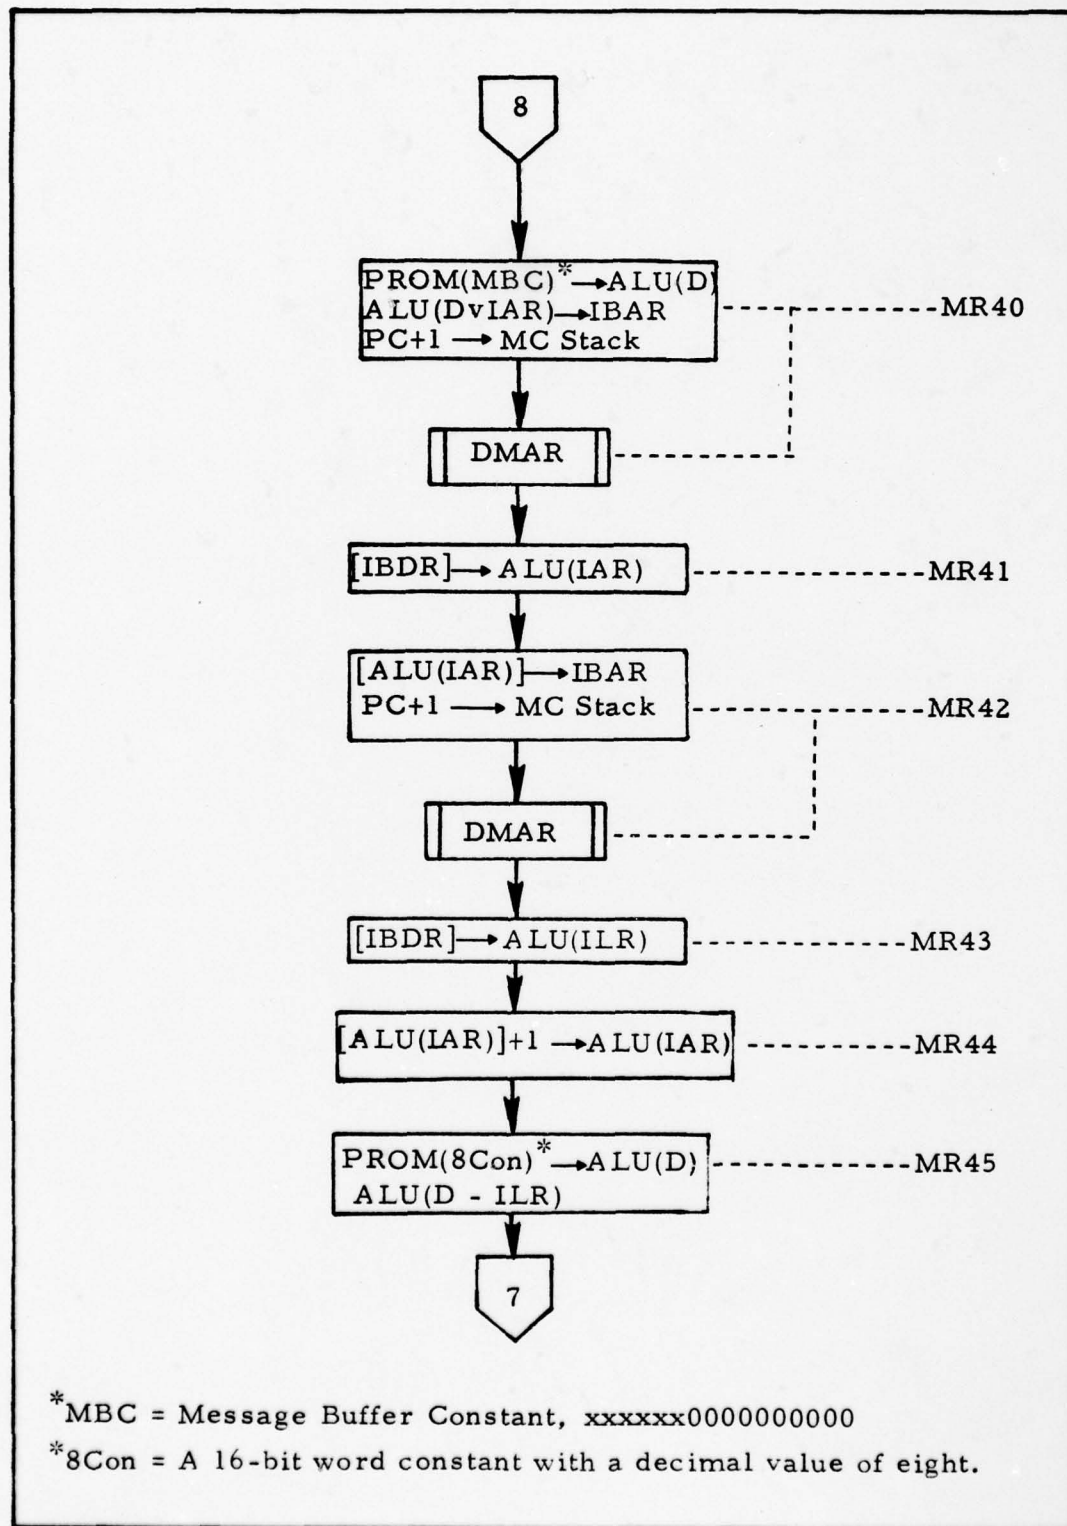 8
PROM(MBC)*→ALU(D)
ALU(DvIAR)→IBAR
PC+1 → MC Stack
MR40
DMAR
[IBDR]→ALU(IAR)
MR41
[ALU(IAR)]→IBAR
PC+1 → MC Stack
MR42
DMAR
[IBDR]→ALU(ILR)
MR43
[ALU(IAR)]+1 →ALU(IAR)
MR44
PROM(8Con)*→ALU(D)
MR45
ALU(D - ILR)
7
*MBC = Message Buffer Constant, xxxxxx0000000000
*8Con = A 16-bit word constant with a decimal value of eight.